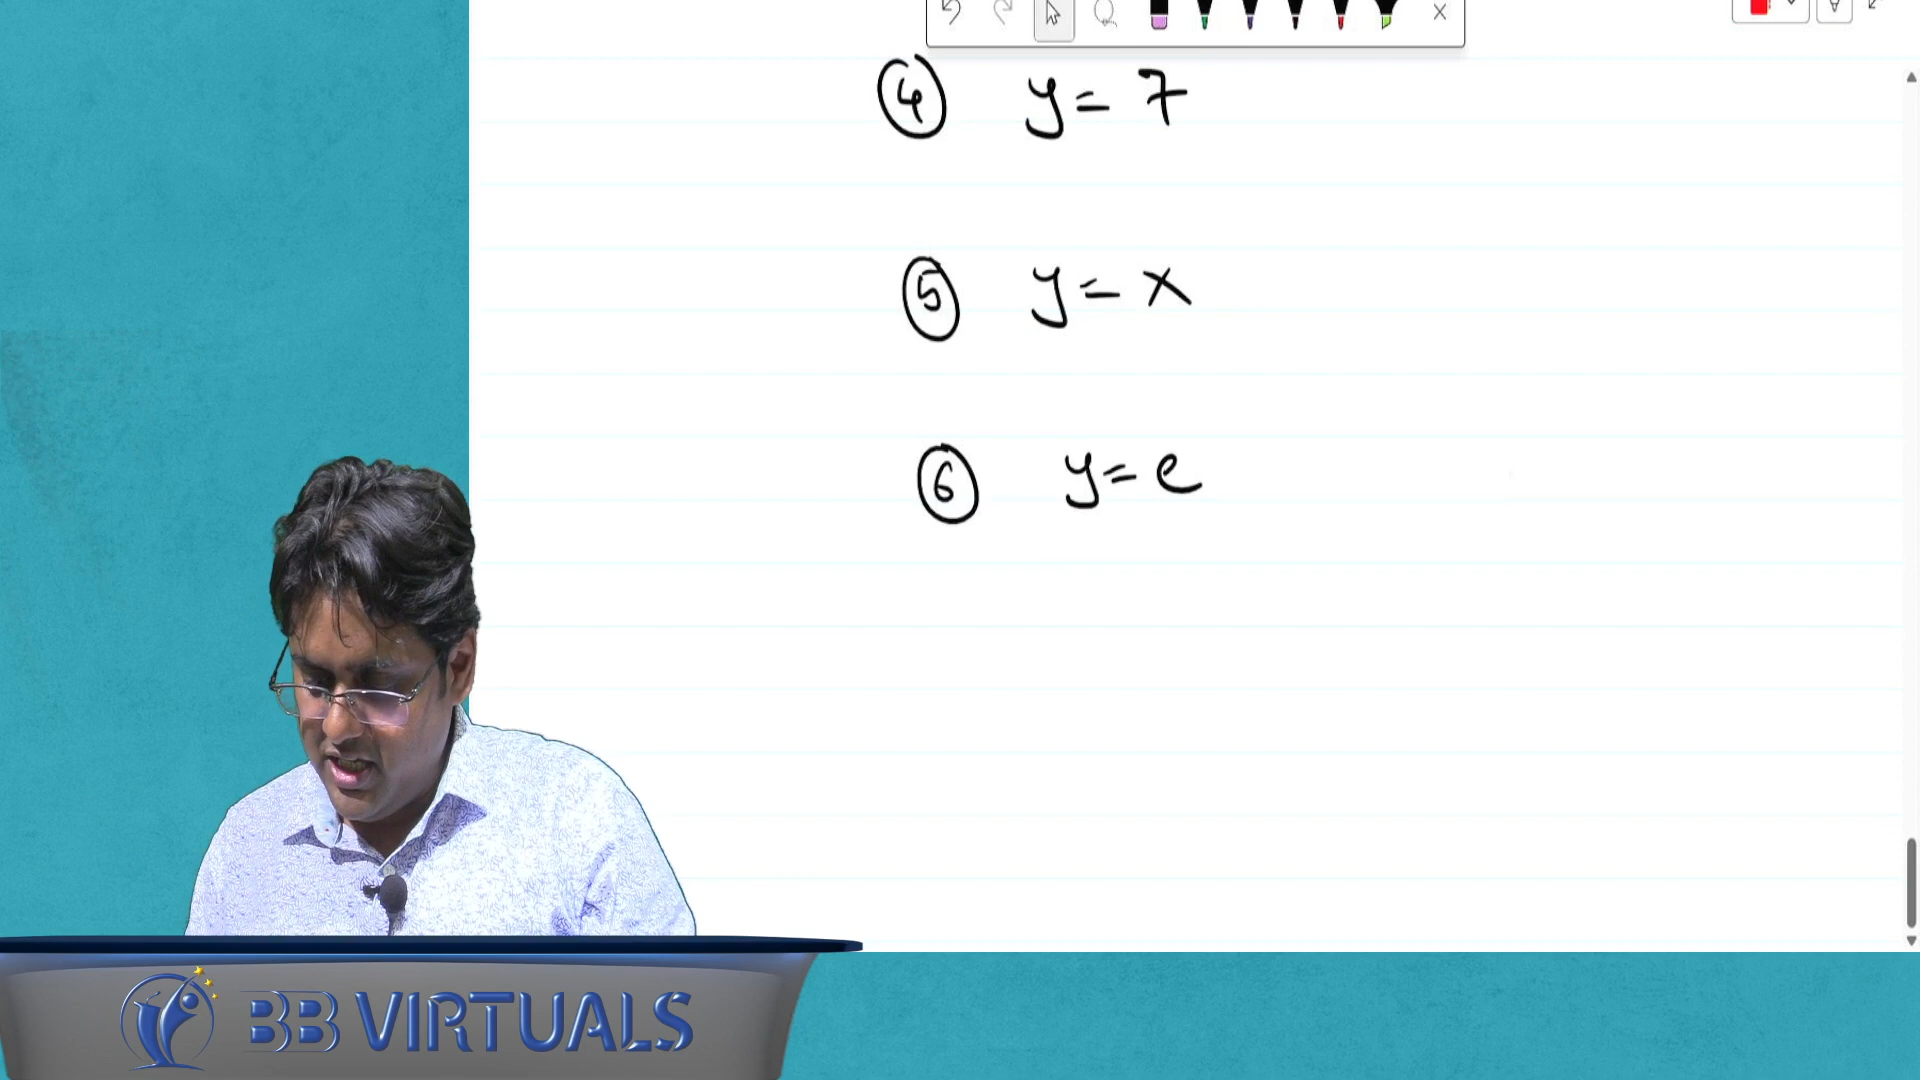 ④ y = 7
⑤ y = x
⑥ y = e
BB VIRTUALS